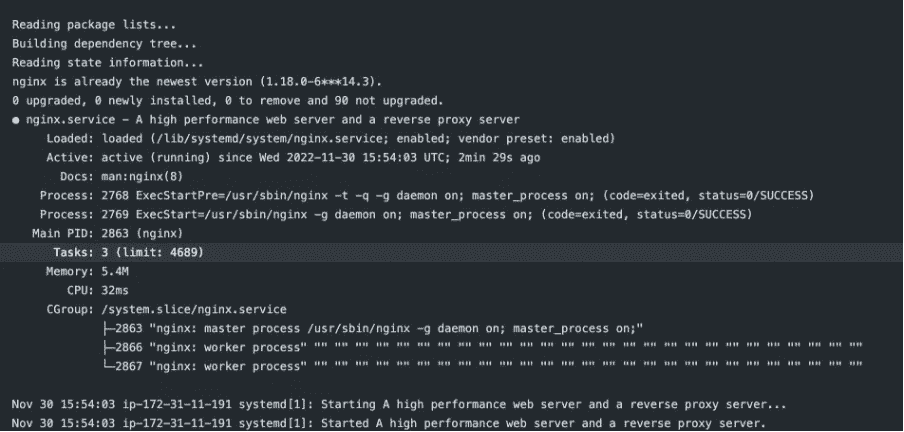 Reading package lists...
Building dependency tree...
Reading state information...
nginx is already the newest version (1.18.0-6***14.3).
0 upgraded, 0 newly installed, 0 to remove and 90 not upgraded.
● nginx.service - A high performance web server and a reverse proxy server
Loaded: loaded (/lib/systemd/system/nginx.service; enabled; vendor preset: enabled)
Active: active (running) since Wed 2022-11-30 15:54:03 UTC; 2min 29s ago
Docs: man:nginx(8)
Process: 2768 ExecStartPre=/usr/sbin/nginx -t -q -g daemon on; master_process on; (code=exited, status=0/SUCCESS)
Process: 2769 ExecStart=/usr/sbin/nginx -g daemon on; master_process on; (code=exited, status=0/SUCCESS)
Main PID: 2863 (nginx)
Tasks: 3 (limit: 4689)
Memory: 5.4M
CPU: 32ms
CGroup: /system.slice/nginx.service
├─2863 "nginx: master process /usr/sbin/nginx -g daemon on; master_process on;"
├─2866 "nginx: worker process" "" "" "" "" "" "" "" "" "" "" "" "" "" "" "" "" "" "" "" "" "" "" "" "" "" "" ""
└─2867 "nginx: worker process" "" "" "" "" "" "" "" "" "" "" "" "" "" "" "" "" "" "" "" "" "" "" "" "" "" "" ""
Nov 30 15:54:03 ip-172-31-11-191 systemd[1]: Starting A high performance web server and a reverse proxy server...
Nov 30 15:54:03 ip-172-31-11-191 systemd[1]: Started A high performance web server and a reverse proxy server.